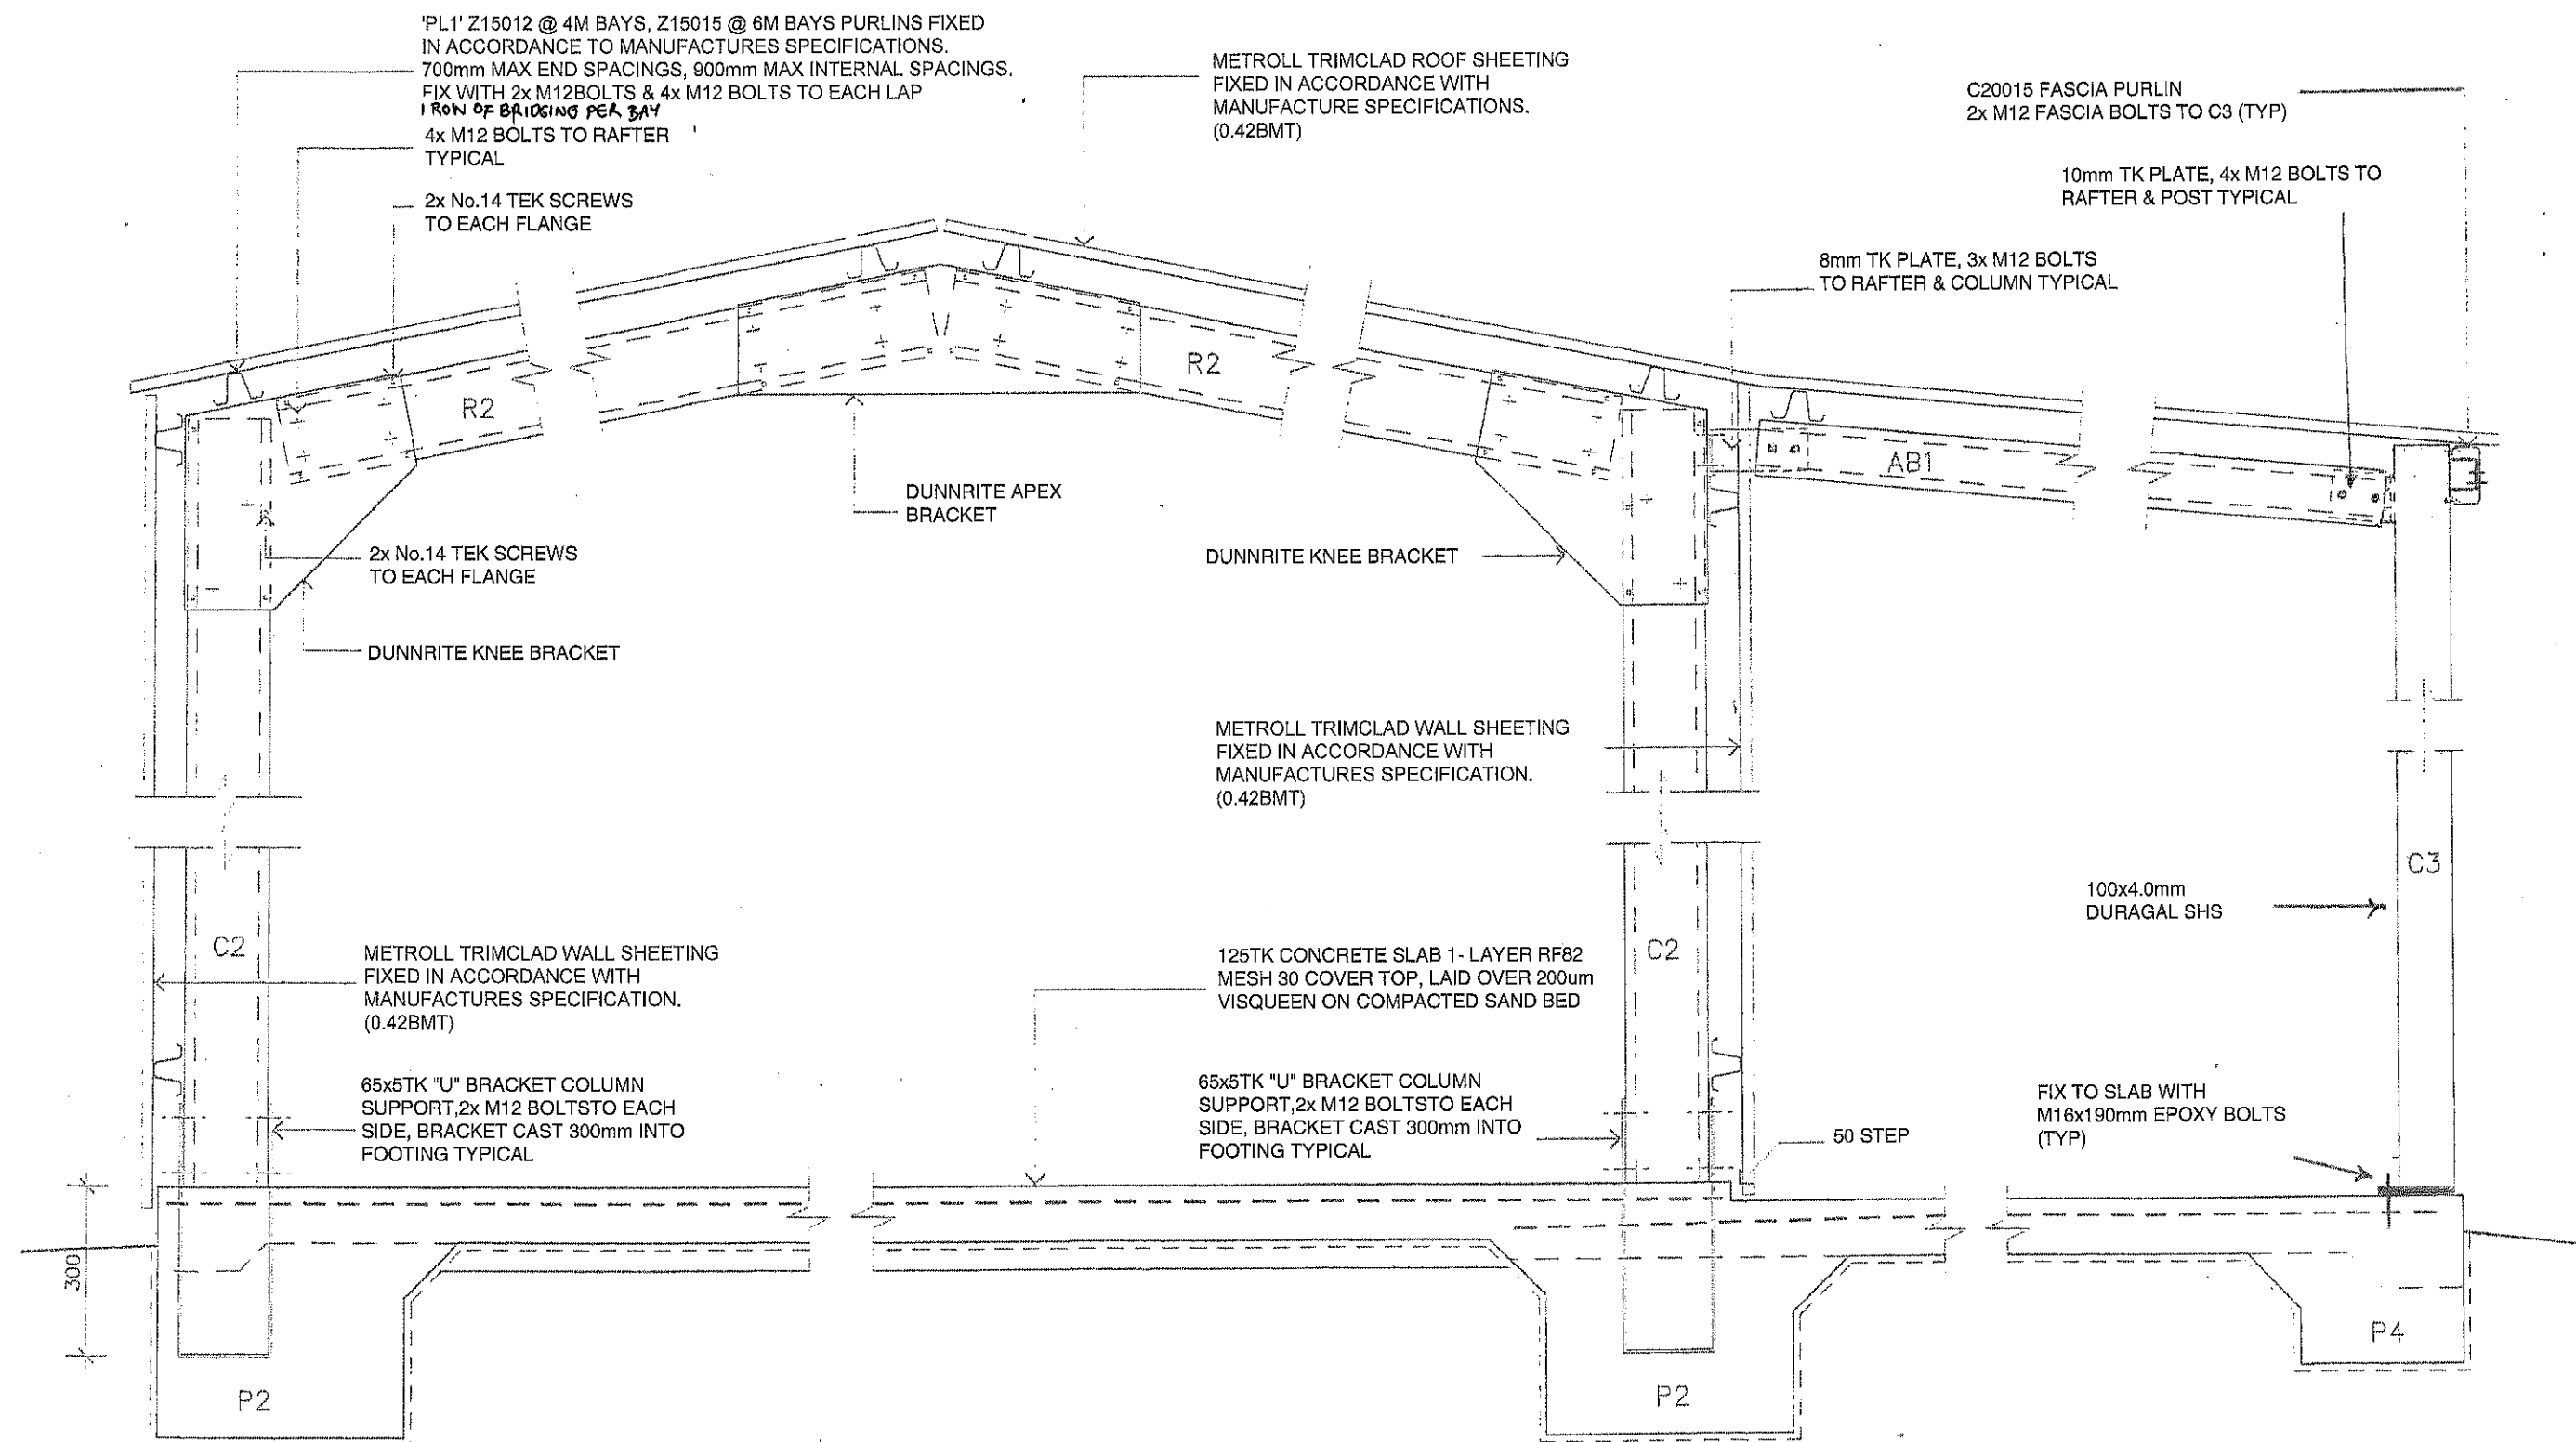 'PL1' Z15012 @ 4M BAYS, Z15015 @ 6M BAYS PURLINS FIXED
IN ACCORDANCE TO MANUFACTURES SPECIFICATIONS.
700mm MAX END SPACINGS, 900mm MAX INTERNAL SPACINGS.
FIX WITH 2x M12BOLTS & 4x M12 BOLTS TO EACH LAP
1 ROW OF BRIDGING PER BAY
4x M12 BOLTS TO RAFTER
TYPICAL
2x No.14 TEK SCREWS
TO EACH FLANGE
METROLL TRIMCLAD ROOF SHEETING
FIXED IN ACCORDANCE WITH
MANUFACTURE SPECIFICATIONS.
(0.42BMT)
C20015 FASCIA PURLIN
2x M12 FASCIA BOLTS TO C3 (TYP)
10mm TK PLATE, 4x M12 BOLTS TO
RAFTER & POST TYPICAL
8mm TK PLATE, 3x M12 BOLTS
TO RAFTER & COLUMN TYPICAL
R2
R2
AB1
DUNNRITE APEX
BRACKET
2x No.14 TEK SCREWS
TO EACH FLANGE
DUNNRITE KNEE BRACKET
DUNNRITE KNEE BRACKET
METROLL TRIMCLAD WALL SHEETING
FIXED IN ACCORDANCE WITH
MANUFACTURES SPECIFICATION.
(0.42BMT)
C3
100x4.0mm
DURAGAL SHS
C2
METROLL TRIMCLAD WALL SHEETING
FIXED IN ACCORDANCE WITH
MANUFACTURES SPECIFICATION.
(0.42BMT)
125TK CONCRETE SLAB 1- LAYER RF82
MESH 30 COVER TOP, LAID OVER 200um
VISQUEEN ON COMPACTED SAND BED
C2
65x5TK "U" BRACKET COLUMN
SUPPORT,2x M12 BOLTSTO EACH
SIDE, BRACKET CAST 300mm INTO
FOOTING TYPICAL
65x5TK "U" BRACKET COLUMN
SUPPORT,2x M12 BOLTSTO EACH
SIDE, BRACKET CAST 300mm INTO
FOOTING TYPICAL
50 STEP
FIX TO SLAB WITH
M16x190mm EPOXY BOLTS
(TYP)
300
P2
P2
P4